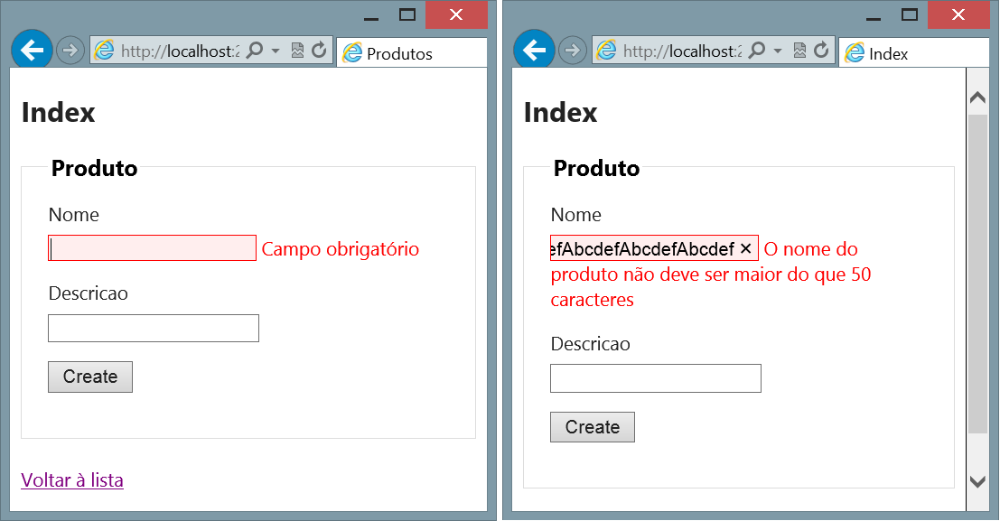 http://localhost:2
Produtos
Index
Produto
Nome
Campo obrigatório
Descricao
Create
Voltar à lista
http://localhost:2
Index
Index
Produto
Nome
efAbcdefAbcdefAbcdef × O nome do
produto não deve ser maior do que 50
caracteres
Descricao
Create